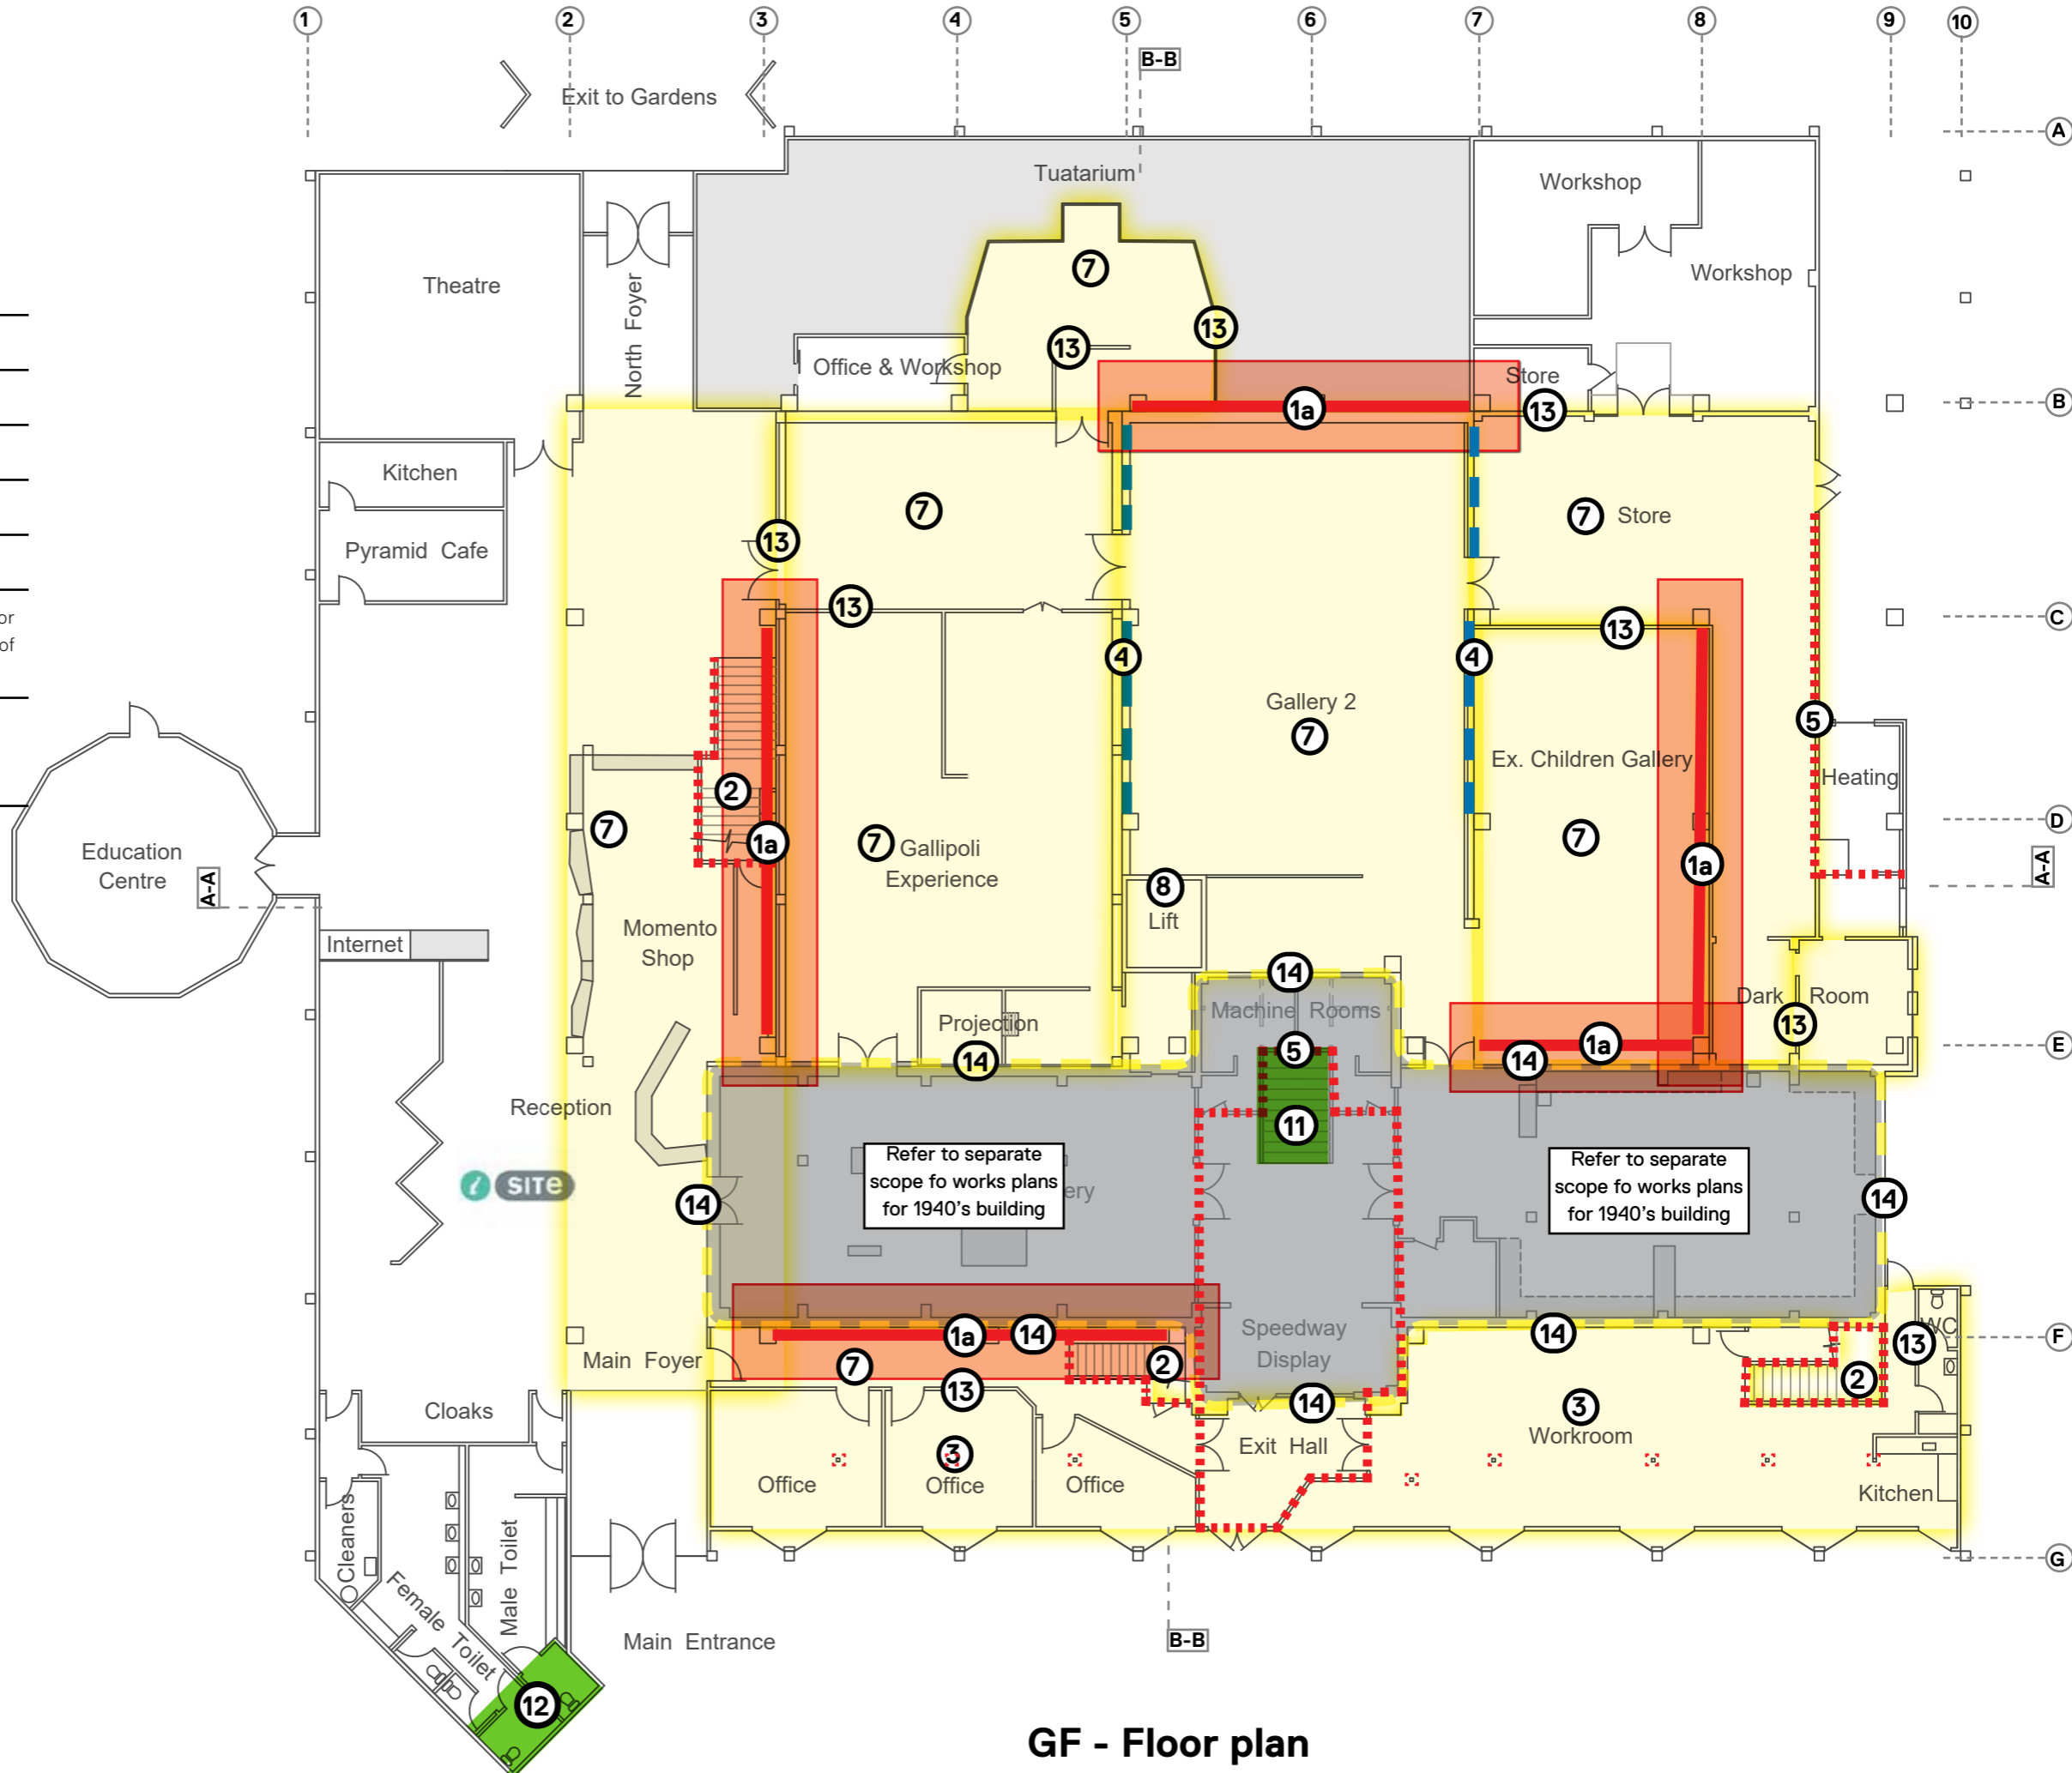 1 2 3 4 5 6 7 8 9 10
B-B
Exit to Gardens
A
Tuatarium
Workshop
Workshop
7
Theatre
North Foyer
13
13
Office & Workshop
Store
1a
13
B
Kitchen
7
7 Store
Pyramid Cafe
13
13
13
C
or
of
4
4
Gallery 2
7
5
Ex. Children Gallery
Heating
2
7
1a
7 Gallipoli
Experience
7
D
Education
Centre
A-A
1a
A-A
8
Lift
Momento
Shop
Internet
14
Machine Rooms
Dark Room
Projection
13
14
5
14
1a
E
Reception
11
Refer to separate
scope fo works plans
for 1940's building
ery
Refer to separate
scope fo works plans
for 1940's building
i SITE
14
14
Speedway
Display
1a
14
14
WC
13
F
Main Foyer
7
2
2
13
14
Cloaks
3
Workroom
Exit Hall
Office
3
Office
Office
Kitchen
Cleaners
Female Toilet
Male Toilet
G
Main Entrance
B-B
12
GF - Floor plan